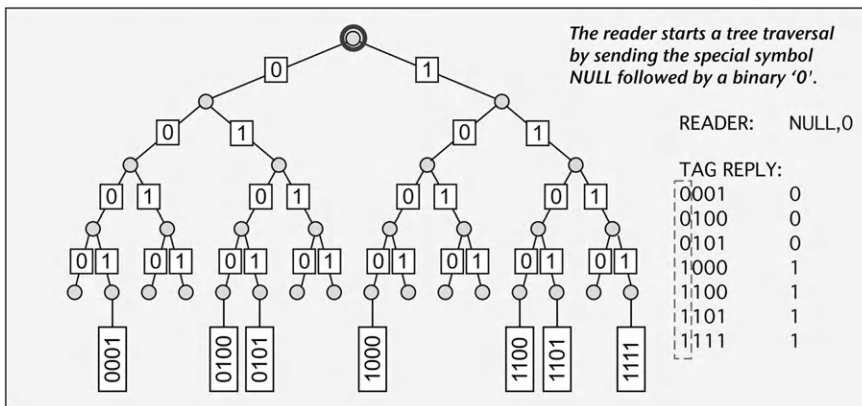 The reader starts a tree traversal
by sending the special symbol
NULL followed by a binary ‘0’.
0 1
0 1 0 1
READER: NULL,0
TAG REPLY:
0 1 0 1 0 1 0 1
0001 0
0100 0
0101 0
0 1 0 1 0 1 0 1 0 1 0 1 0 1 0 1
1000 1
1100 1
1101 1
1111 1
0001 0100 0101 1000 1100 1101 1111